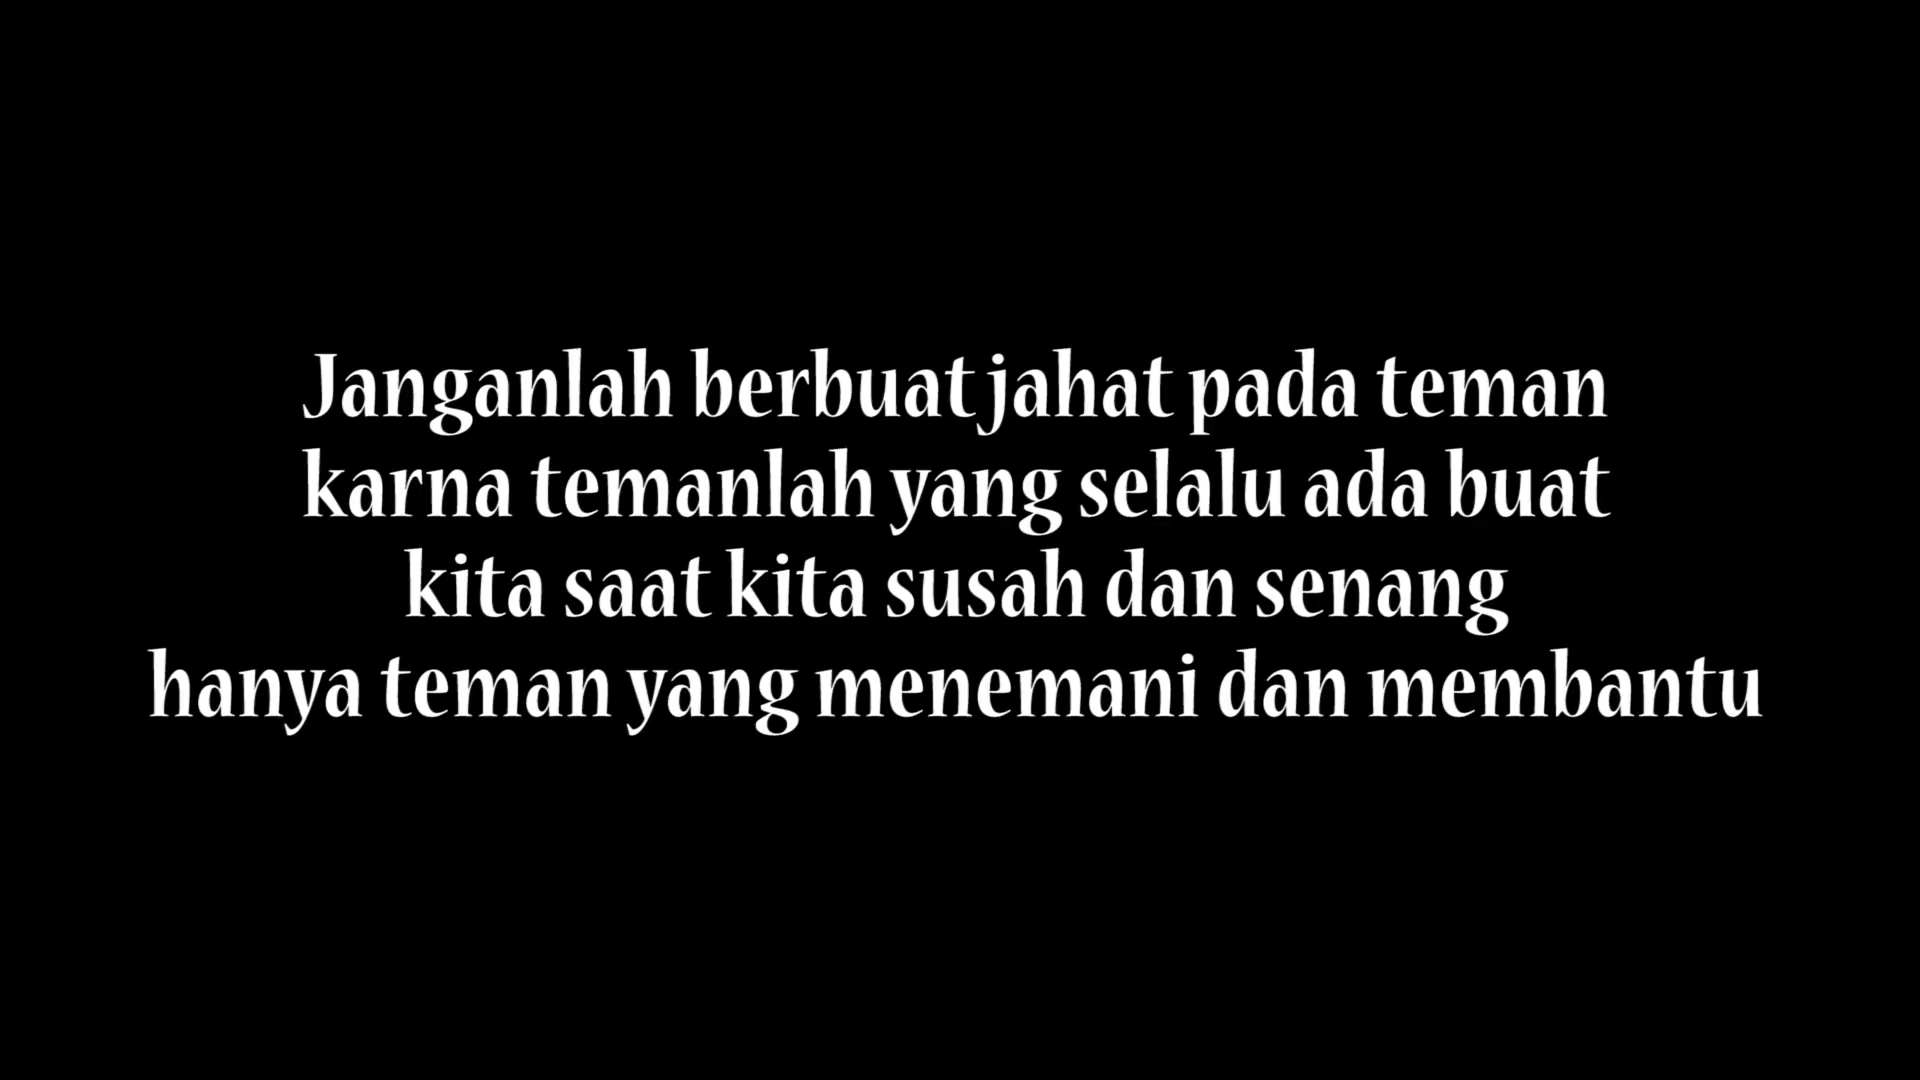 Janganlah berbuat jahat pada teman
karna temanlah yang selalu ada buat
kita saat kita susah dan senang
hanya teman yang menemani dan membantu